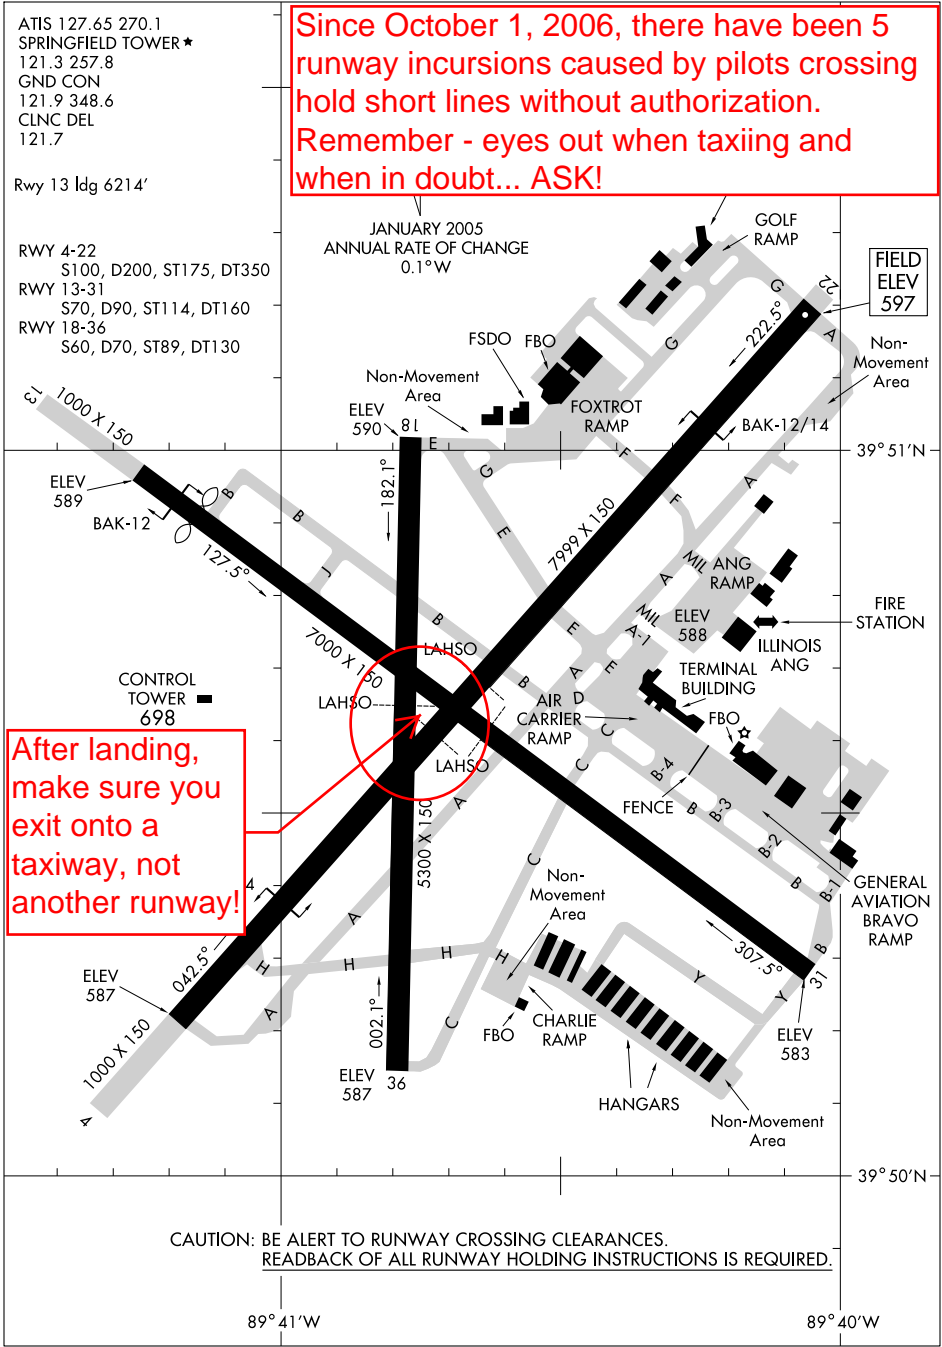 ATIS 127.65 270.1
SPRINGFIELD TOWER★
121.3 257.8
GND CON
121.9 348.6
CLNC DEL
121.7
Rwy 13 ldg 6214'
RWY 4-22
S100, D200, ST175, DT350
RWY 13-31
S70, D90, ST114, DT160
RWY 18-36
S60, D70, ST89, DT130
Since October 1, 2006, there have been 5
runway incursions caused by pilots crossing
hold short lines without authorization.
Remember - eyes out when taxiing and
when in doubt... ASK!
JANUARY 2005
ANNUAL RATE OF CHANGE
0.1°W
GOLF
RAMP
FIELD
ELEV
597
22
G
A
222.5°
G
Non-
Movement
Area
FSDO
FBO
Non-Movement
Area
FOXTROT
RAMP
13
1000 X 150
ELEV
590
18
E
F
BAK-12/14
39°51'N
ELEV
589
BAK-12
B
B
182.1°
G
E
F
A
7999 X 150
127.5°
J
MIL
ANG
RAMP
A
MIL
ELEV
588
FIRE
STATION
ILLINOIS
ANG
7000 X 150
B
E
A-1
LAHSO
E
A
B
D
TERMINAL
BUILDING
CONTROL
TOWER
698
LAHSO
AIR
CARRIER
RAMP
C
C
FBO
LAHSO
B-4
FENCE
B
B-3
B
B-2
B
B-1
After landing,
make sure you
exit onto a
taxiway, not
another runway!
A
5300 X 150
C
C
Non-
Movement
Area
GENERAL
AVIATION
BRAVO
RAMP
4
A
042.5°
H
H
H
H
307.5°
B
31
Y
Y
ELEV
587
A
002.1°
C
FBO
CHARLIE
RAMP
ELEV
583
1000 X 150
4
ELEV
587
36
HANGARS
Non-Movement
Area
39°50'N
CAUTION: BE ALERT TO RUNWAY CROSSING CLEARANCES.
READBACK OF ALL RUNWAY HOLDING INSTRUCTIONS IS REQUIRED.
89°41'W
89°40'W